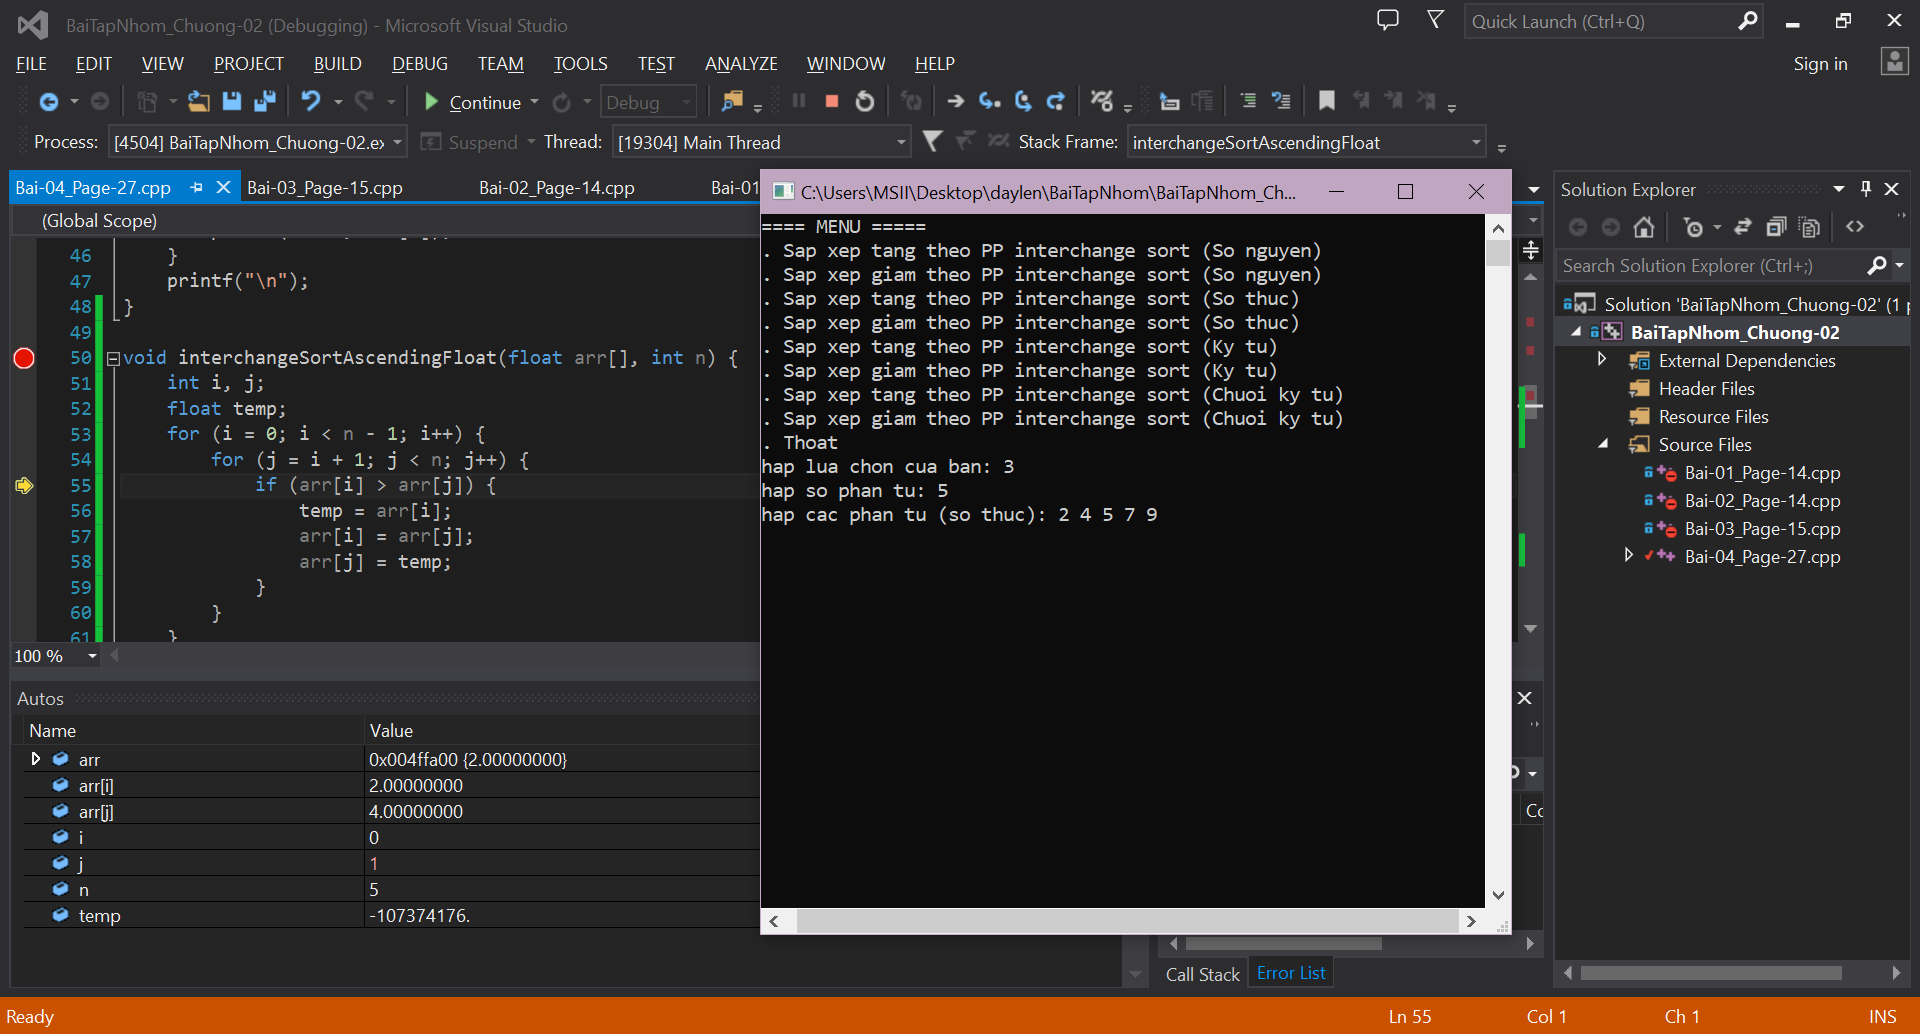 BaiTapNhom_Chuong-02 (Debugging) - Microsoft Visual Studio
Quick Launch (Ctrl+Q)
FILE EDIT VIEW PROJECT BUILD DEBUG TEAM TOOLS TEST ANALYZE WINDOW HELP
Sign in
Continue Debug
Process: [4504] BaiTapNhom_Chuong-02.ex Suspend Thread: [19304] Main Thread Stack Frame: interchangeSortAscendingFloat
Bai-04_Page-27.cpp Bai-03_Page-15.cpp Bai-02_Page-14.cpp Bai-01
(Global Scope)
46 }
47 printf("\n");
48 }
49
50 void interchangeSortAscendingFloat(float arr[], int n) {
51 int i, j;
52 float temp;
53 for (i = 0; i < n - 1; i++) {
54 for (j = i + 1; j < n; j++) {
55 if (arr[i] > arr[j]) {
56 temp = arr[i];
57 arr[i] = arr[j];
58 arr[j] = temp;
59 }
60 }
61 }
100 %
Autos
Name Value
arr 0x004ffa00 {2.00000000}
arr[i] 2.00000000
arr[j] 4.00000000
i 0
j 1
n 5
temp -107374176.
C:\Users\MSII\Desktop\daylen\BaiTapNhom\BaiTapNhom_Ch...
==== MENU =====
. Sap xep tang theo PP interchange sort (So nguyen)
. Sap xep giam theo PP interchange sort (So nguyen)
. Sap xep tang theo PP interchange sort (So thuc)
. Sap xep giam theo PP interchange sort (So thuc)
. Sap xep tang theo PP interchange sort (Ky tu)
. Sap xep giam theo PP interchange sort (Ky tu)
. Sap xep tang theo PP interchange sort (Chuoi ky tu)
. Sap xep giam theo PP interchange sort (Chuoi ky tu)
. Thoat
hap lua chon cua ban: 3
hap so phan tu: 5
hap cac phan tu (so thuc): 2 4 5 7 9
Co
Call Stack Error List
Solution Explorer
Search Solution Explorer (Ctrl+;)
Solution 'BaiTapNhom_Chuong-02' (1 p
BaiTapNhom_Chuong-02
External Dependencies
Header Files
Resource Files
Source Files
Bai-01_Page-14.cpp
Bai-02_Page-14.cpp
Bai-03_Page-15.cpp
Bai-04_Page-27.cpp
Ready Ln 55 Col 1 Ch 1 INS